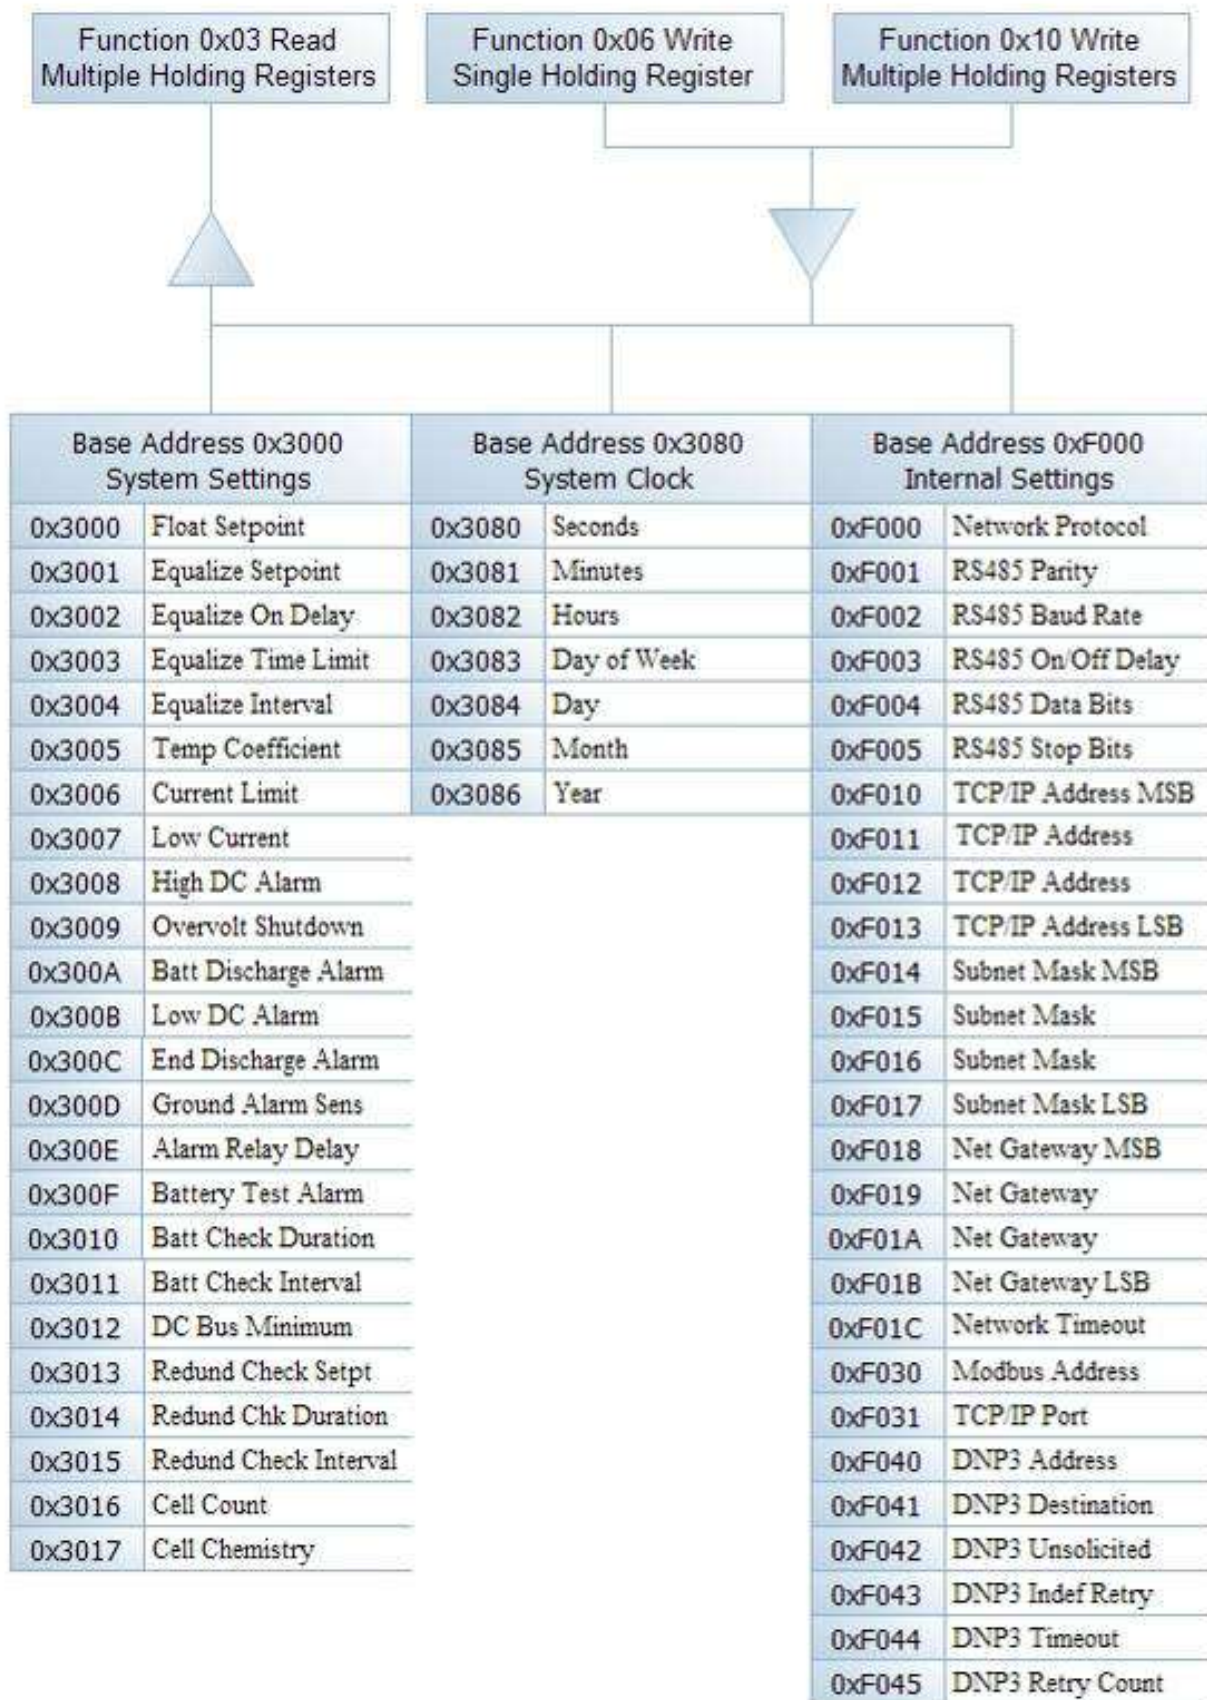 Function 0x03 Read
Multiple Holding Registers
Function 0x06 Write
Single Holding Register
Function 0x10 Write
Multiple Holding Registers
Base Address 0x3000
System Settings
0x3000 Float Setpoint
0x3001 Equalize Setpoint
0x3002 Equalize On Delay
0x3003 Equalize Time Limit
0x3004 Equalize Interval
0x3005 Temp Coefficient
0x3006 Current Limit
0x3007 Low Current
0x3008 High DC Alarm
0x3009 Overvolt Shutdown
0x300A Batt Discharge Alarm
0x300B Low DC Alarm
0x300C End Discharge Alarm
0x300D Ground Alarm Sens
0x300E Alarm Relay Delay
0x300F Battery Test Alarm
0x3010 Batt Check Duration
0x3011 Batt Check Interval
0x3012 DC Bus Minimum
0x3013 Redund Check Setpt
0x3014 Redund Chk Duration
0x3015 Redund Check Interval
0x3016 Cell Count
0x3017 Cell Chemistry
Base Address 0x3080
System Clock
0x3080 Seconds
0x3081 Minutes
0x3082 Hours
0x3083 Day of Week
0x3084 Day
0x3085 Month
0x3086 Year
Base Address 0xF000
Internal Settings
0xF000 Network Protocol
0xF001 RS485 Parity
0xF002 RS485 Baud Rate
0xF003 RS485 On/Off Delay
0xF004 RS485 Data Bits
0xF005 RS485 Stop Bits
0xF010 TCP/IP Address MSB
0xF011 TCP/IP Address
0xF012 TCP/IP Address
0xF013 TCP/IP Address LSB
0xF014 Subnet Mask MSB
0xF015 Subnet Mask
0xF016 Subnet Mask
0xF017 Subnet Mask LSB
0xF018 Net Gateway MSB
0xF019 Net Gateway
0xF01A Net Gateway
0xF01B Net Gateway LSB
0xF01C Network Timeout
0xF030 Modbus Address
0xF031 TCP/IP Port
0xF040 DNP3 Address
0xF041 DNP3 Destination
0xF042 DNP3 Unsolicited
0xF043 DNP3 Indef Retry
0xF044 DNP3 Timeout
0xF045 DNP3 Retry Count